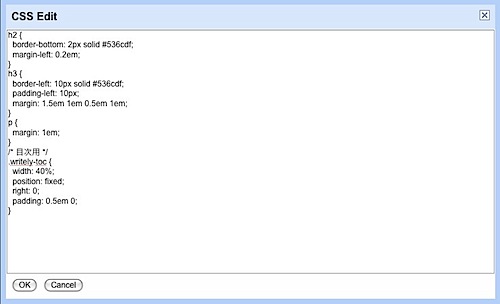 CSS Edit
h2 {
border-bottom: 2px solid #536cdf;
margin-left: 0.2em;
}
h3 {
border-left: 10px solid #536cdf;
padding-left: 10px;
margin: 1.5em 1em 0.5em 1em;
}
p {
margin: 1em;
}
/* 目次用 */
.writely-toc {
width: 40%;
position: fixed;
right: 0;
padding: 0.5em 0;
}
OK Cancel